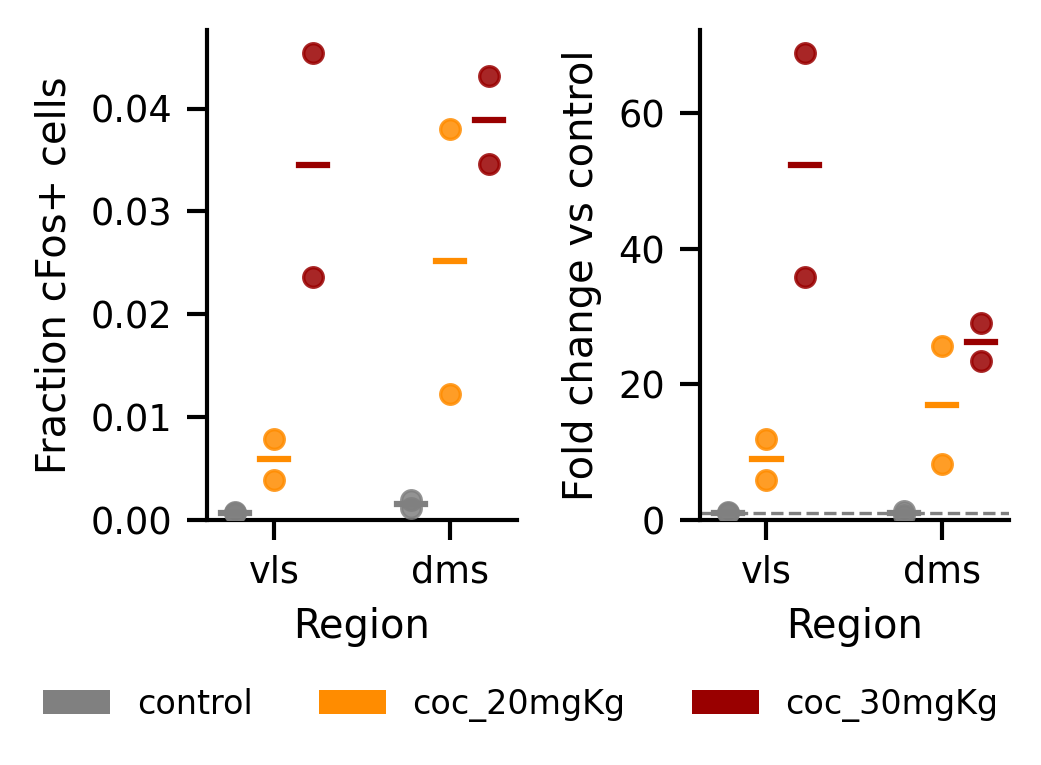 Fraction cFos+ cells
0.04
0.03
0.02
0.01
0.00
vls
dms
Region
Fold change vs control
60
40
20
0
vls
dms
Region
control
coc_20mgKg
coc_30mgKg